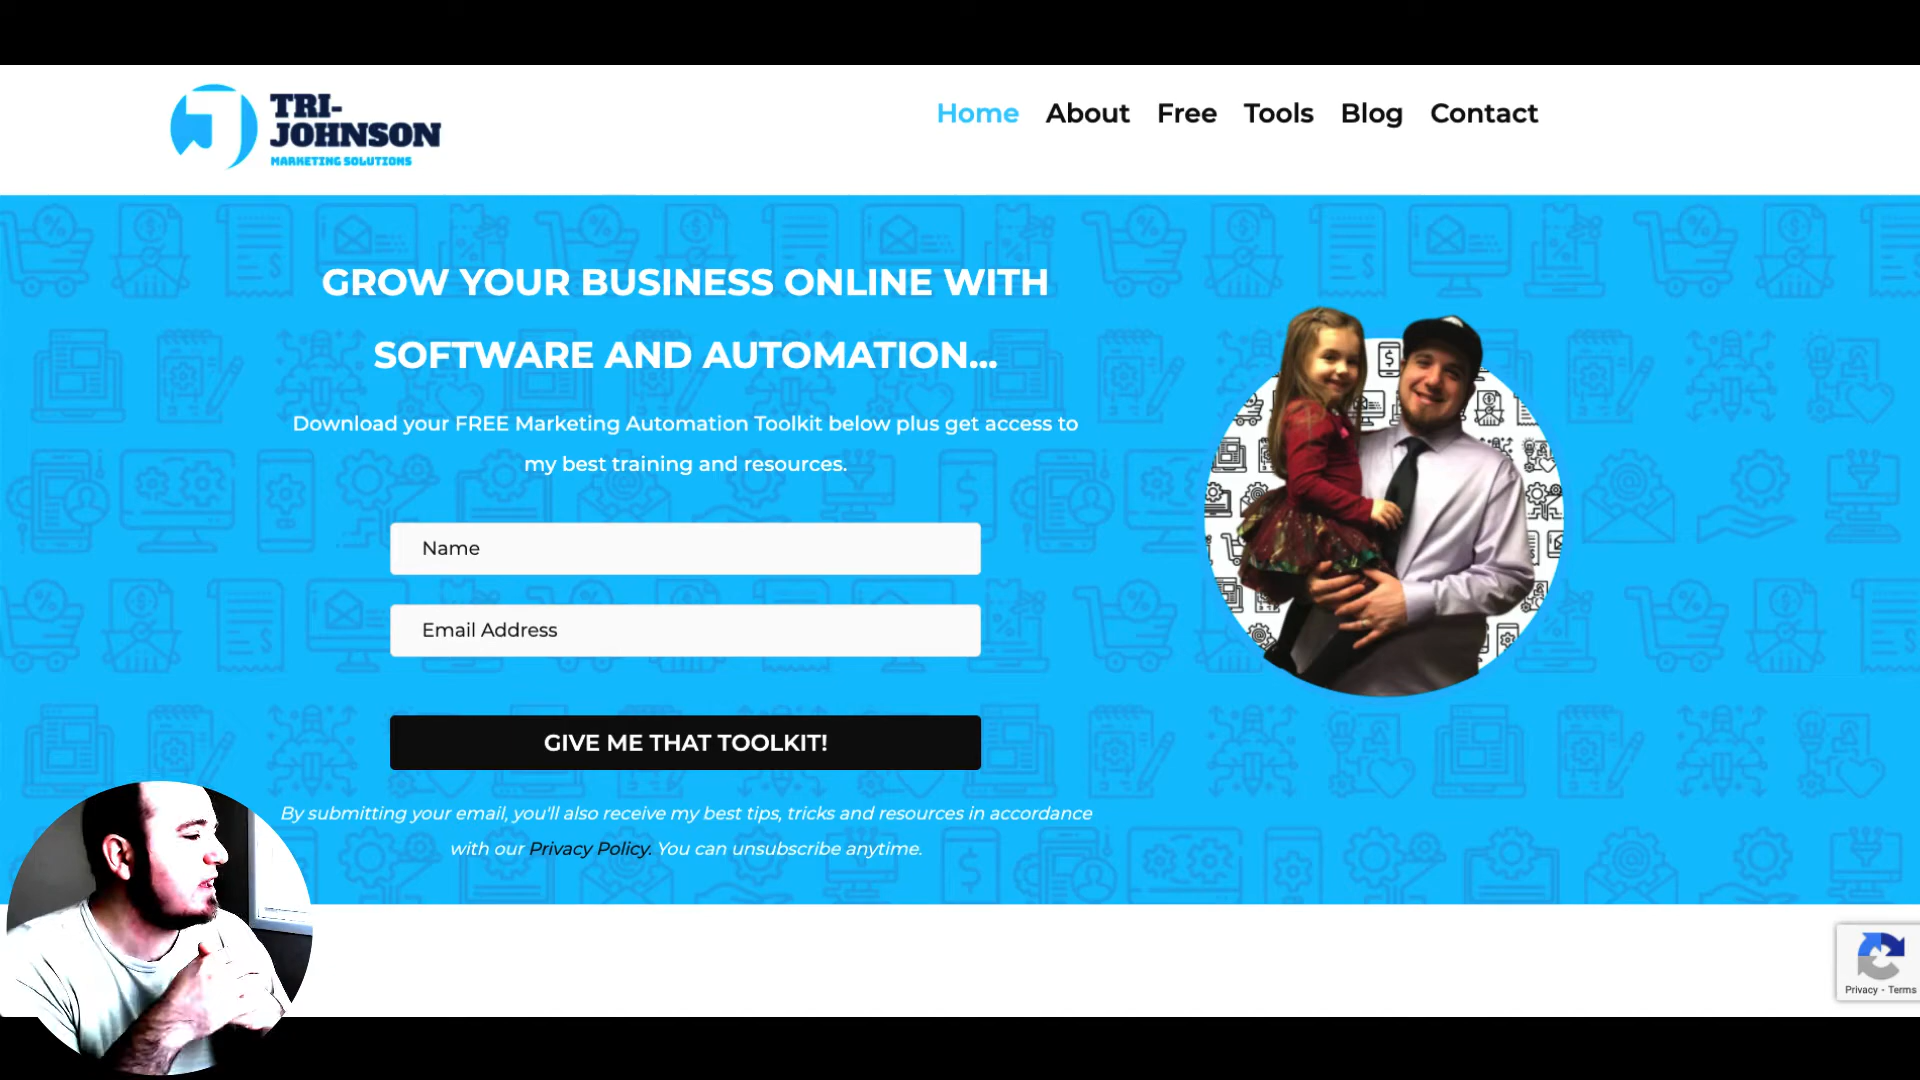 TRI-
JOHNSON
MARKETING SOLUTIONS
Home About Free Tools Blog Contact
GROW YOUR BUSINESS ONLINE WITH
SOFTWARE AND AUTOMATION...
Download your FREE Marketing Automation Toolkit below plus get access to
my best training and resources.
Name
Email Address
GIVE ME THAT TOOLKIT!
By submitting your email, you'll also receive my best tips, tricks and resources in accordance
with our Privacy Policy. You can unsubscribe anytime.
Privacy - Terms